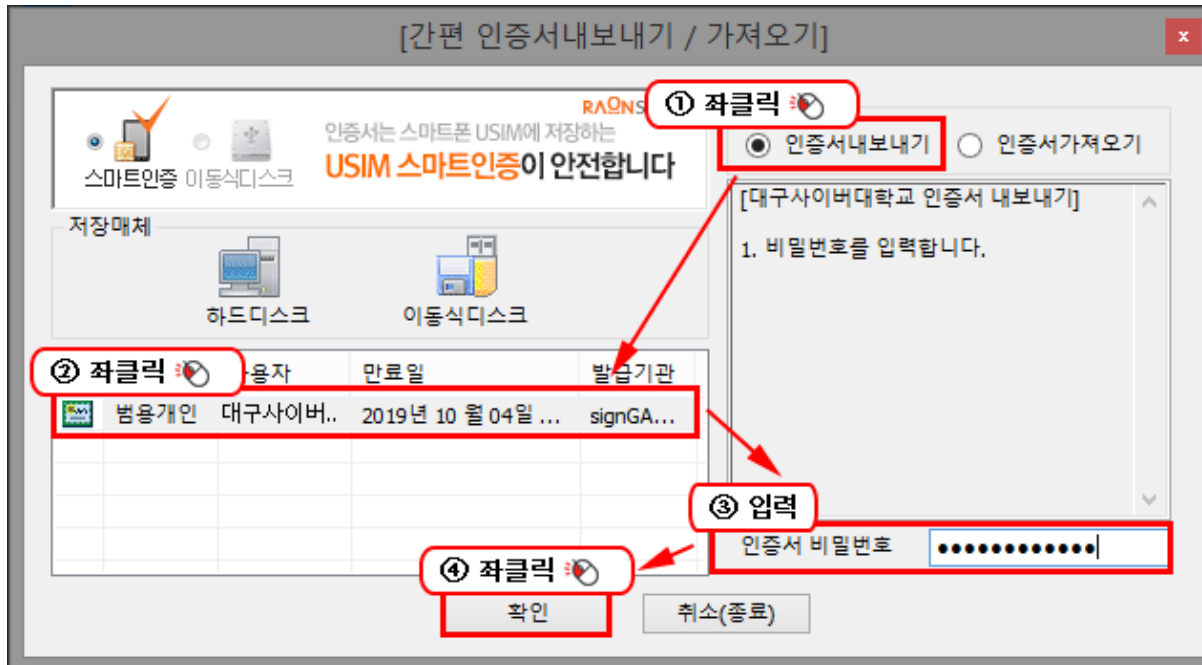 [간편 인증서내보내기 / 가져오기]
x
RAONS
① 좌클릭
인증서는 스마트폰 USIM에 저장하는
USIM 스마트인증이 안전합니다
스마트인증 이동식디스크
인증서내보내기 인증서가져오기
[대구사이버대학교 인증서 내보내기]
1. 비밀번호를 입력합니다.
저장매체
하드디스크 이동식디스크
② 좌클릭
용자 만료일 발급기관
범용개인 대구사이버.. 2019년 10 월 04일 ... signGA...
③ 입력
인증서 비밀번호 ●●●●●●●●●●●●
④ 좌클릭
확인 취소(종료)